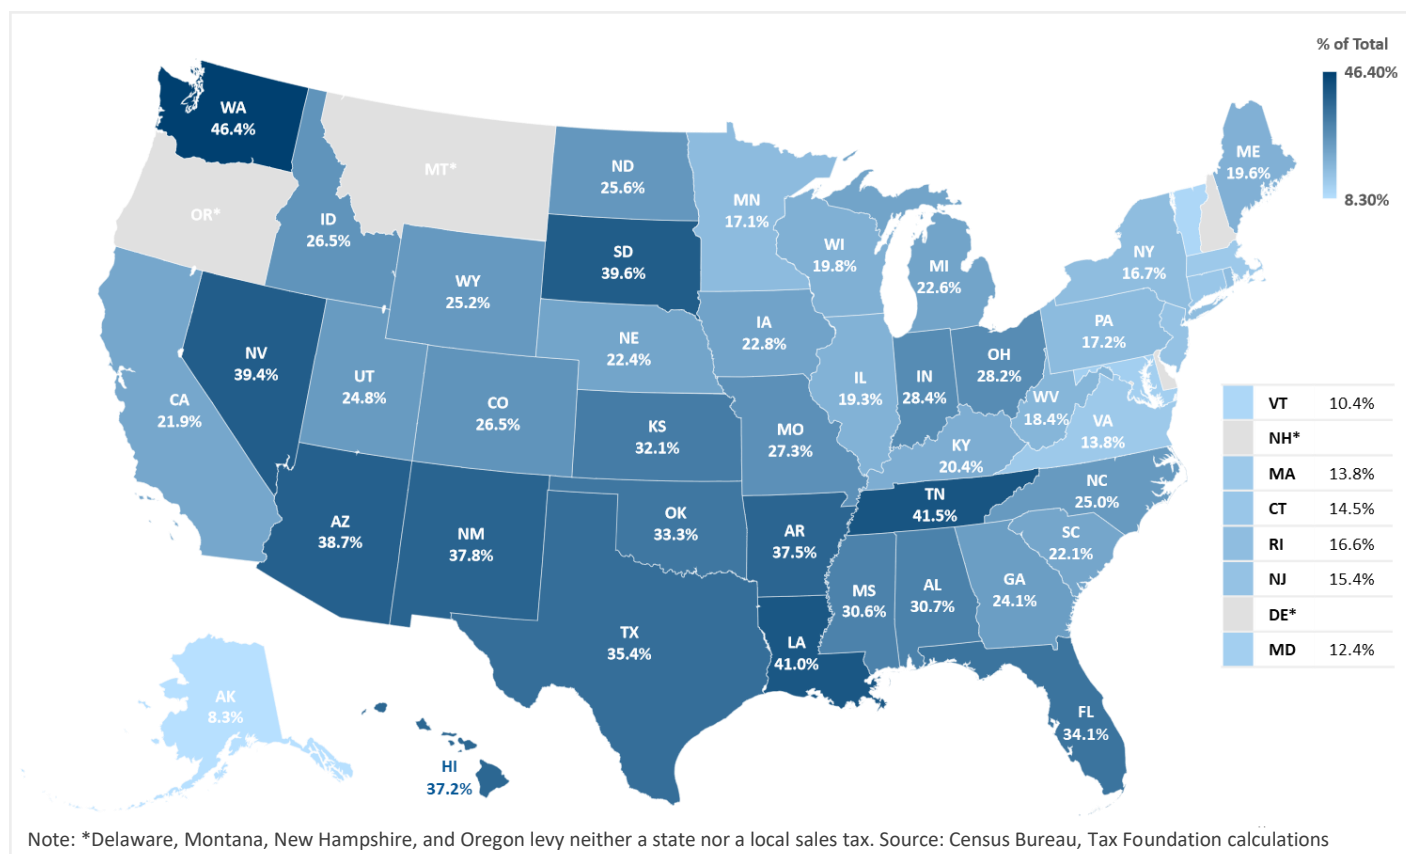 % of Total
46.40%
8.30%
WA
46.4%
OR*
MT*
ID
26.5%
ND
25.6%
MN
17.1%
SD
39.6%
WY
25.2%
WI
19.8%
MI
22.6%
NY
16.7%
ME
19.6%
NV
39.4%
CA
21.9%
UT
24.8%
CO
26.5%
NE
22.4%
IA
22.8%
IL
19.3%
IN
28.4%
OH
28.2%
PA
17.2%
WV
18.4%
VA
13.8%
KS
32.1%
MO
27.3%
KY
20.4%
TN
41.5%
NC
25.0%
SC
22.1%
AZ
38.7%
NM
37.8%
OK
33.3%
AR
37.5%
MS
30.6%
AL
30.7%
GA
24.1%
TX
35.4%
LA
41.0%
FL
34.1%
AK
8.3%
HI
37.2%
VT 10.4%
NH*
MA 13.8%
CT 14.5%
RI 16.6%
NJ 15.4%
DE*
MD 12.4%
Note: *Delaware, Montana, New Hampshire, and Oregon levy neither a state nor a local sales tax. Source: Census Bureau, Tax Foundation calculations